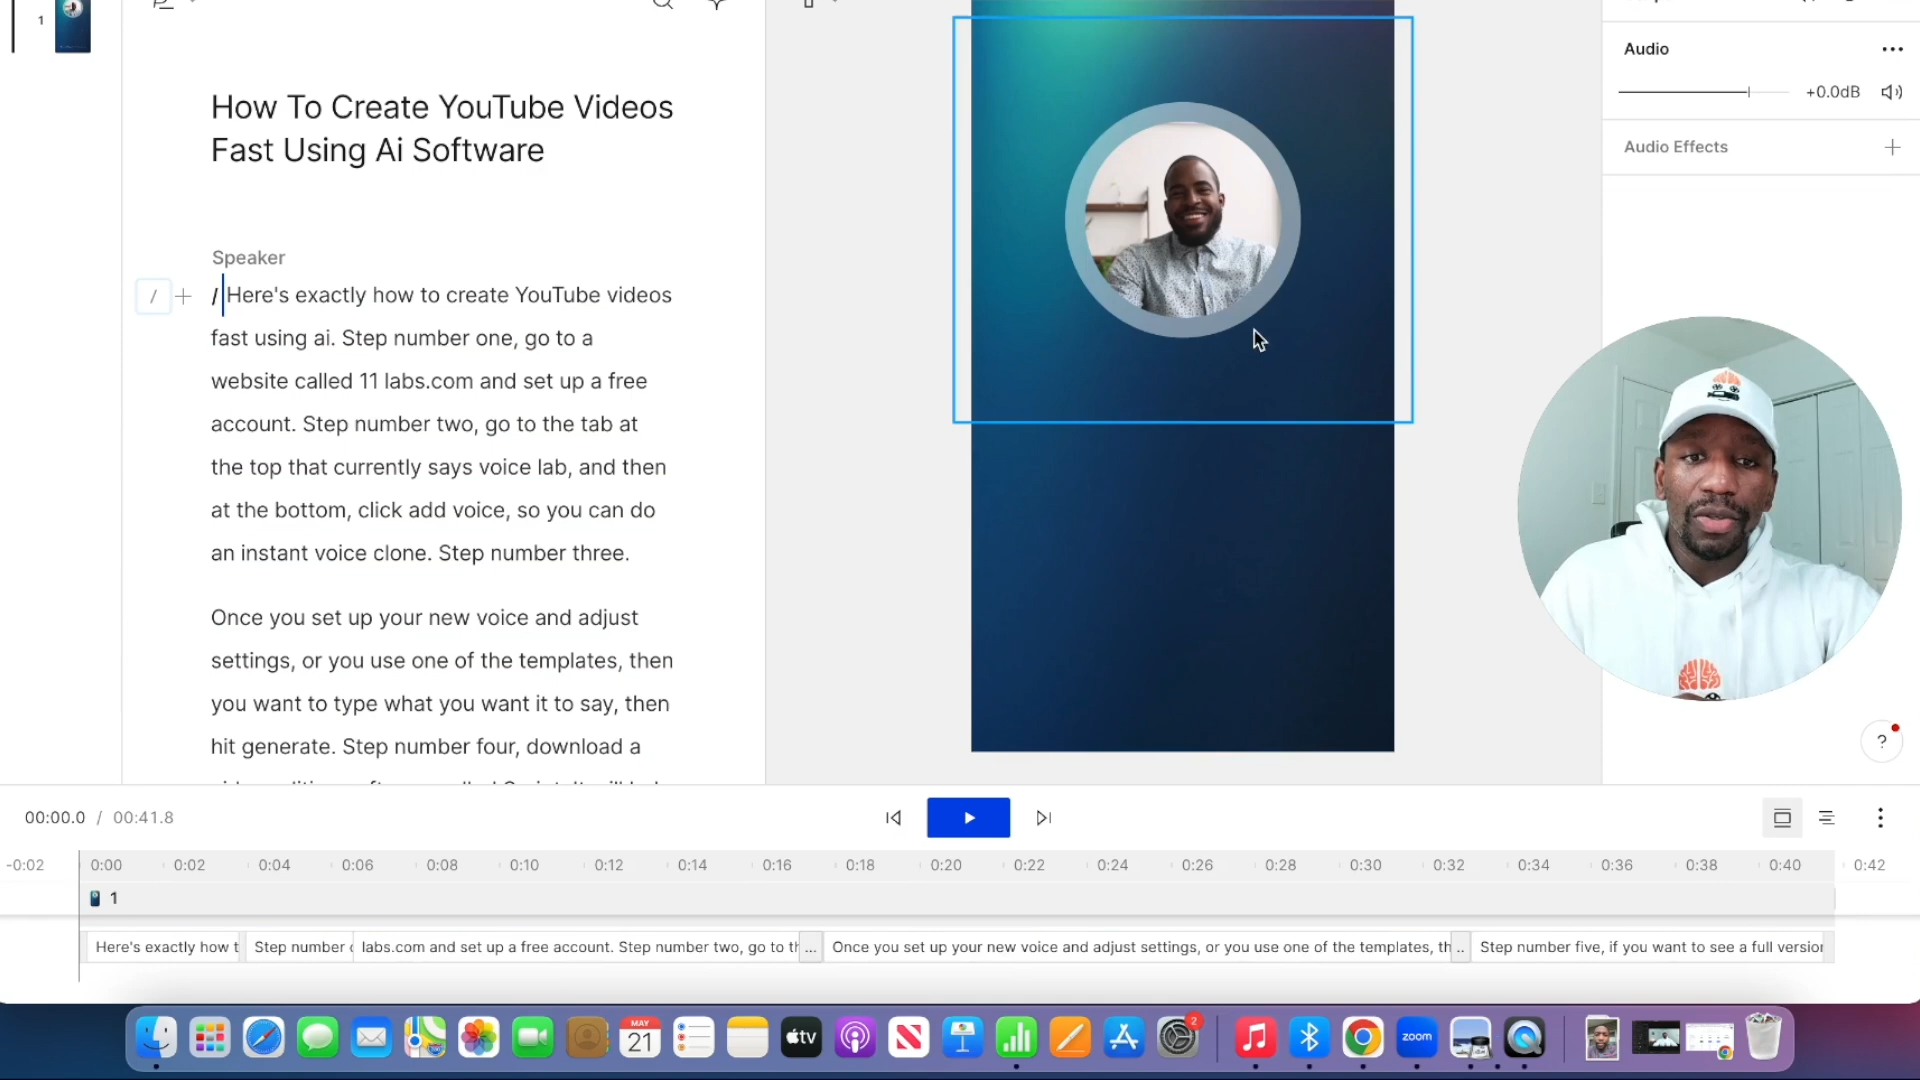 1
How To Create YouTube Videos
Fast Using Ai Software
Speaker
/ Here's exactly how to create YouTube videos
fast using ai. Step number one, go to a
website called 11 labs.com and set up a free
account. Step number two, go to the tab at
the top that currently says voice lab, and then
at the bottom, click add voice, so you can do
an instant voice clone. Step number three.
Once you set up your new voice and adjust
settings, or you use one of the templates, then
you want to type what you want it to say, then
hit generate. Step number four, download a
Audio
+0.0dB
Audio Effects
?
00:00.0 / 00:41.8
-0:02 0:00 0:02 0:04 0:06 0:08 0:10 0:12 0:14 0:16 0:18 0:20 0:22 0:24 0:26 0:28 0:30 0:32 0:34 0:36 0:38 0:40 0:42
1
Here's exactly how t Step number labs.com and set up a free account. Step number two, go to th ... Once you set up your new voice and adjust settings, or you use one of the templates, th .. Step number five, if you want to see a full version
MAY
21
tv
zoom
2